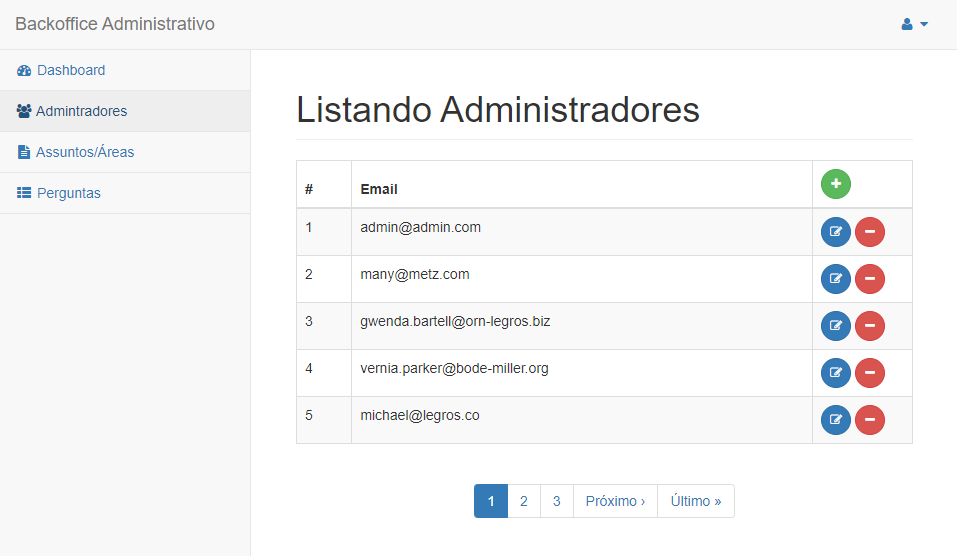 Backoffice Administrativo
Dashboard
Admintradores
Assuntos/Áreas
Perguntas
Listando Administradores
# Email
1 admin@admin.com
2 many@metz.com
3 gwenda.bartell@orn-legros.biz
4 vernia.parker@bode-miller.org
5 michael@legros.co
1 2 3 Próximo › Último »